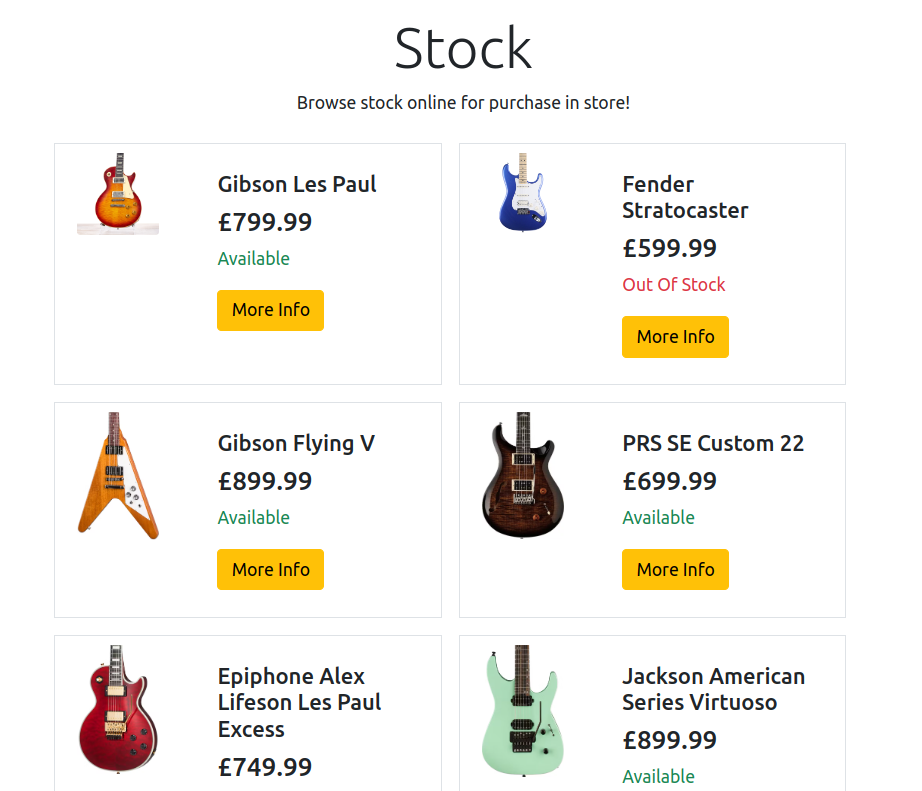 Stock
Browse stock online for purchase in store!
Gibson Les Paul
£799.99
Available
More Info
Fender
Stratocaster
£599.99
Out Of Stock
More Info
Gibson Flying V
£899.99
Available
More Info
PRS SE Custom 22
£699.99
Available
More Info
Epiphone Alex
Lifeson Les Paul
Excess
£749.99
Jackson American
Series Virtuoso
£899.99
Available